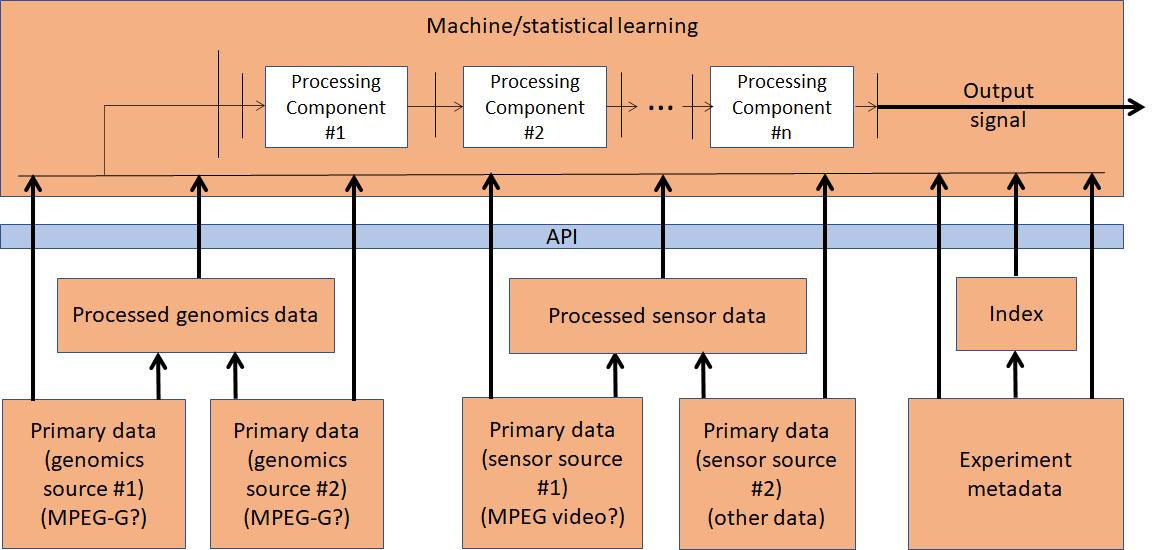 Machine/statistical learning
Processing
Component
#1
Processing
Component
#2
...
Processing
Component
#n
Output
signal
API
Processed genomics data
Processed sensor data
Index
Primary data
(genomics
source #1)
(MPEG-G?)
Primary data
(genomics
source #2)
(MPEG-G?)
Primary data
(sensor source
#1)
(MPEG video?)
Primary data
(sensor source
#2)
(other data)
Experiment
metadata